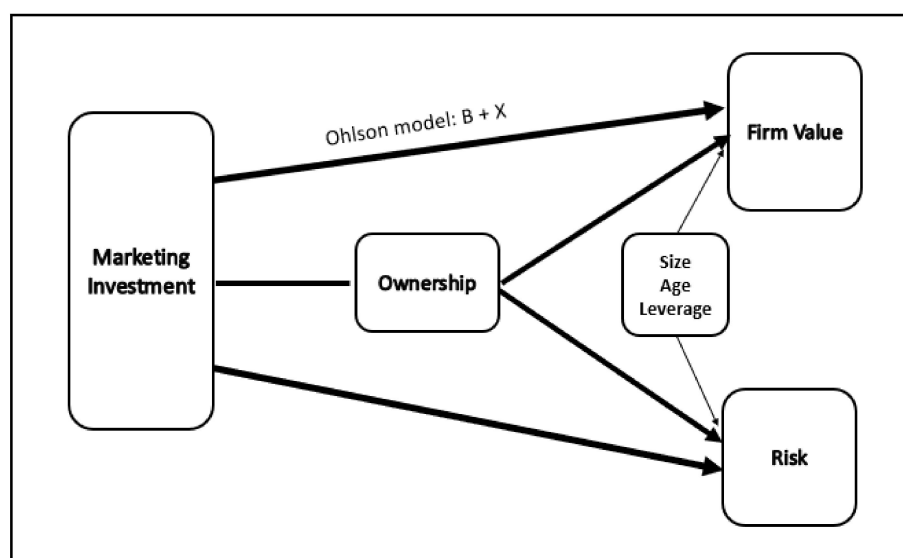 Ohlson model: B + X
Firm Value
Marketing
Investment
Ownership
Size
Age
Leverage
Risk